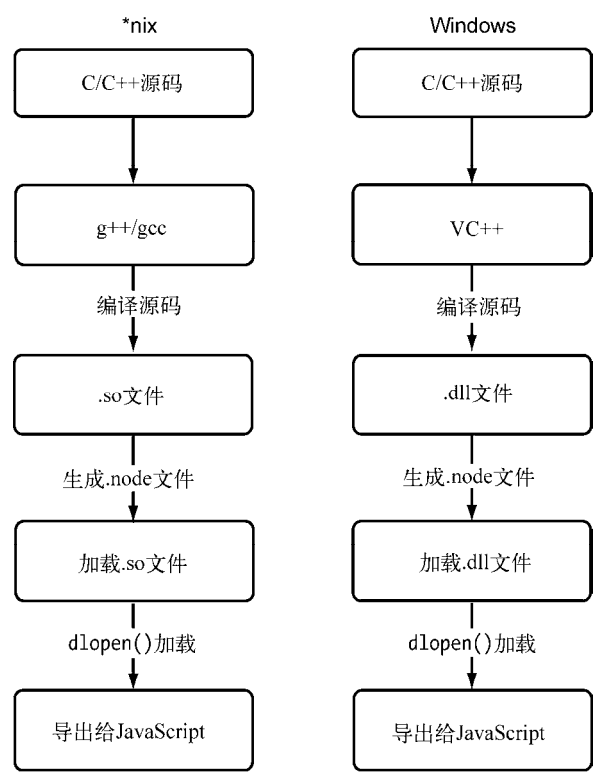 *nix
C/C++源码
g++/gcc
编译源码
.so文件
生成.node文件
加载.so文件
dlopen()加载
导出给JavaScript
Windows
C/C++源码
VC++
编译源码
.dll文件
生成.node文件
加载.dll文件
dlopen()加载
导出给JavaScript